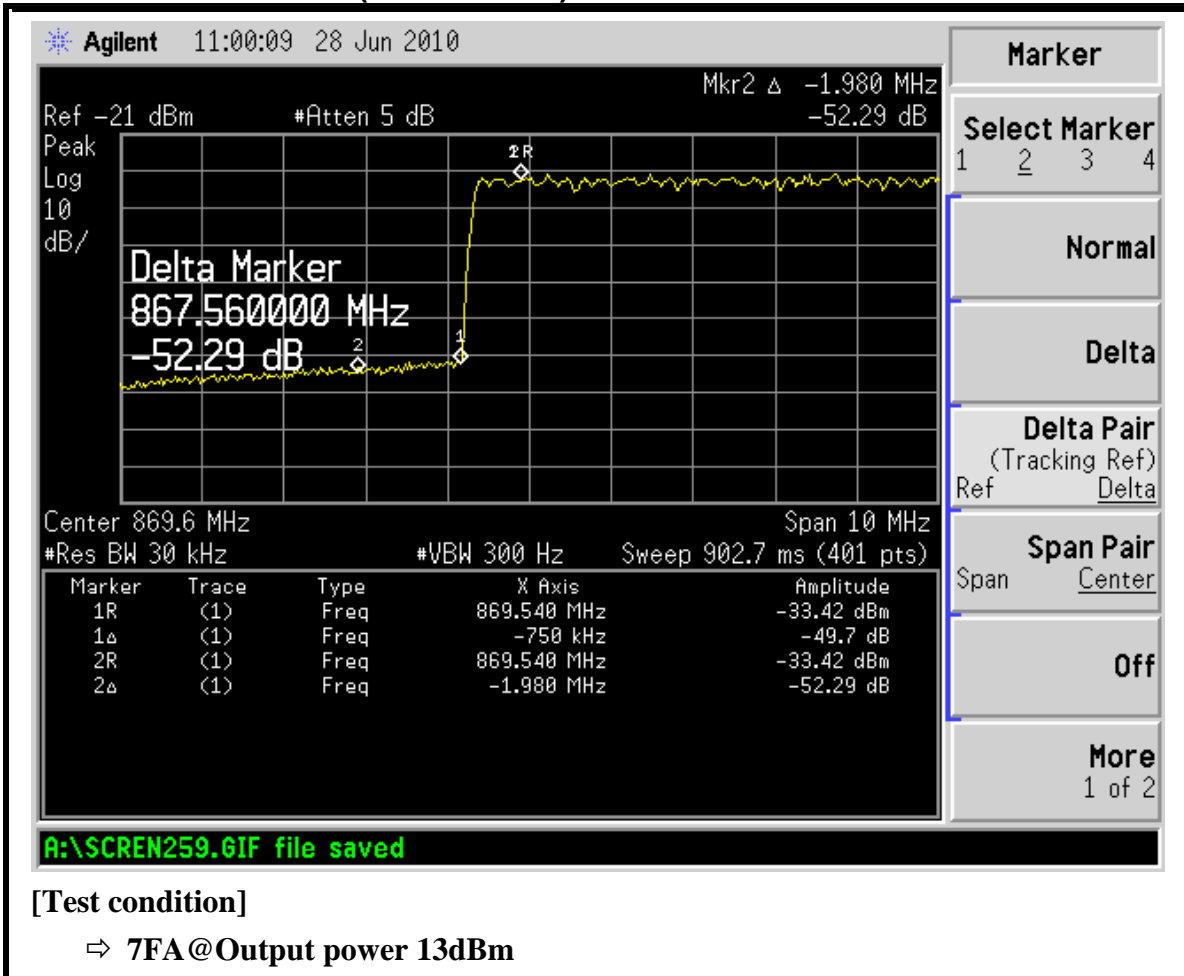 Agilent 11:00:09 28 Jun 2010
Mkr2 Δ -1.980 MHz
Ref -21 dBm #Atten 5 dB -52.29 dB
Peak
Log
10
dB/
2R
Delta Marker
867.560000 MHz
-52.29 dB
2
1
Center 869.6 MHz Span 10 MHz
#Res BW 30 kHz #VBW 300 Hz Sweep 902.7 ms (401 pts)
Marker Trace Type X Axis Amplitude
1R (1) Freq 869.540 MHz -33.42 dBm
1Δ (1) Freq -750 kHz -49.7 dB
2R (1) Freq 869.540 MHz -33.42 dBm
2Δ (1) Freq -1.980 MHz -52.29 dB
A:\SCREN259.GIF file saved
Marker
Select Marker
1 2 3 4
Normal
Delta
Delta Pair
(Tracking Ref)
Ref Delta
Span Pair
Span Center
Off
More
1 of 2
[Test condition]
⇨ 7FA@Output power 13dBm